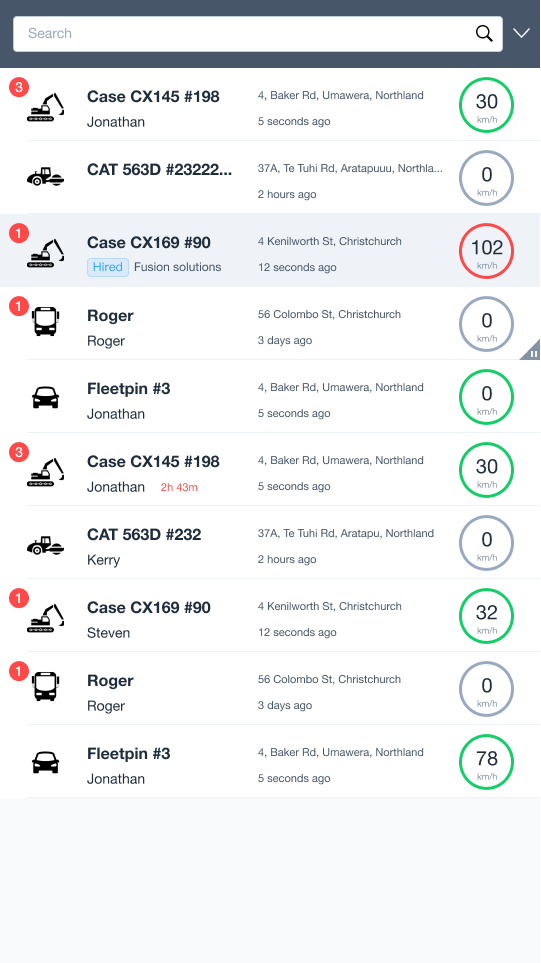 Search
3
Case CX145 #198
4, Baker Rd, Umawera, Northland
30
km/h
Jonathan
5 seconds ago
CAT 563D #23222...
37A, Te Tuhi Rd, Aratapuuu, Northla...
0
km/h
2 hours ago
1
Case CX169 #90
4 Kenilworth St, Christchurch
102
km/h
Hired Fusion solutions
12 seconds ago
1
Roger
56 Colombo St, Christchurch
0
km/h
Roger
3 days ago
Fleetpin #3
4, Baker Rd, Umawera, Northland
0
km/h
Jonathan
5 seconds ago
3
Case CX145 #198
4, Baker Rd, Umawera, Northland
30
km/h
Jonathan 2h 43m
5 seconds ago
CAT 563D #232
37A, Te Tuhi Rd, Aratapu, Northland
0
km/h
Kerry
2 hours ago
1
Case CX169 #90
4 Kenilworth St, Christchurch
32
km/h
Steven
12 seconds ago
1
Roger
56 Colombo St, Christchurch
0
km/h
Roger
3 days ago
Fleetpin #3
4, Baker Rd, Umawera, Northland
78
km/h
Jonathan
5 seconds ago